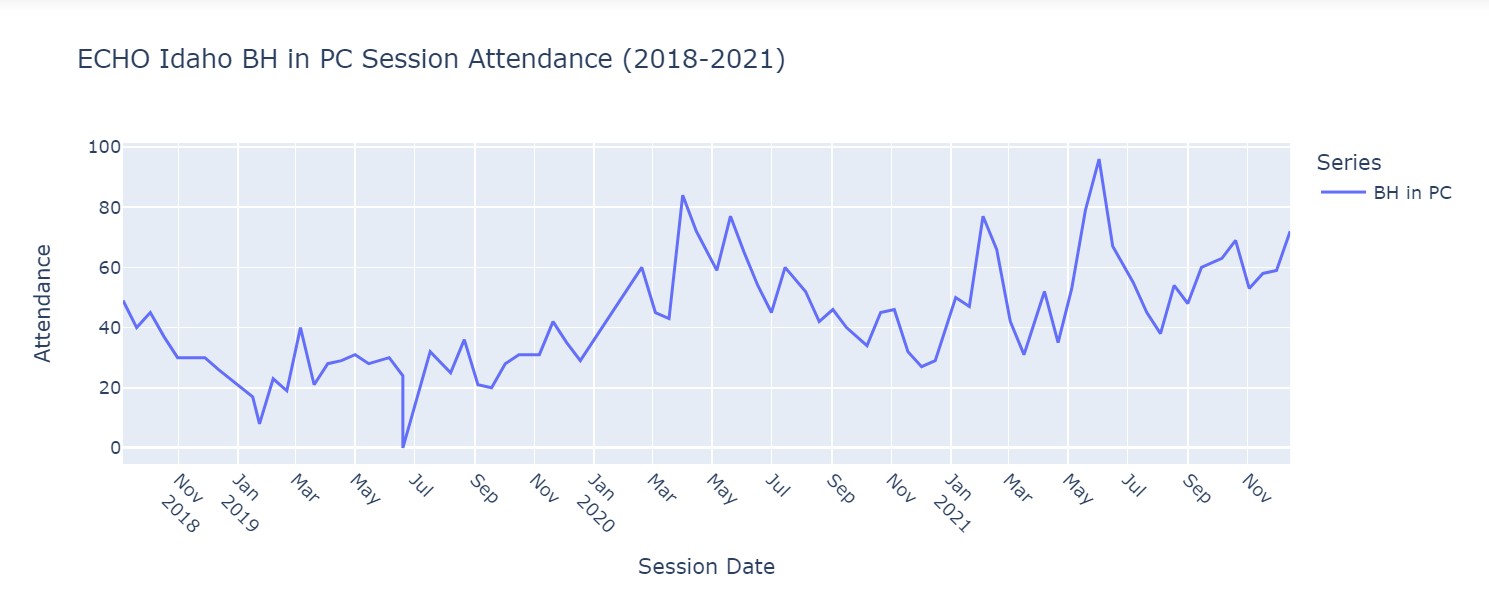 ECHO Idaho BH in PC Session Attendance (2018-2021)
Series
BH in PC
100
80
60
40
20
0
Attendance
Nov
2018
Jan
2019
Mar
May
Jul
Sep
Nov
Jan
2020
Mar
May
Jul
Sep
Nov
Jan
2021
Mar
May
Jul
Sep
Nov
Session Date